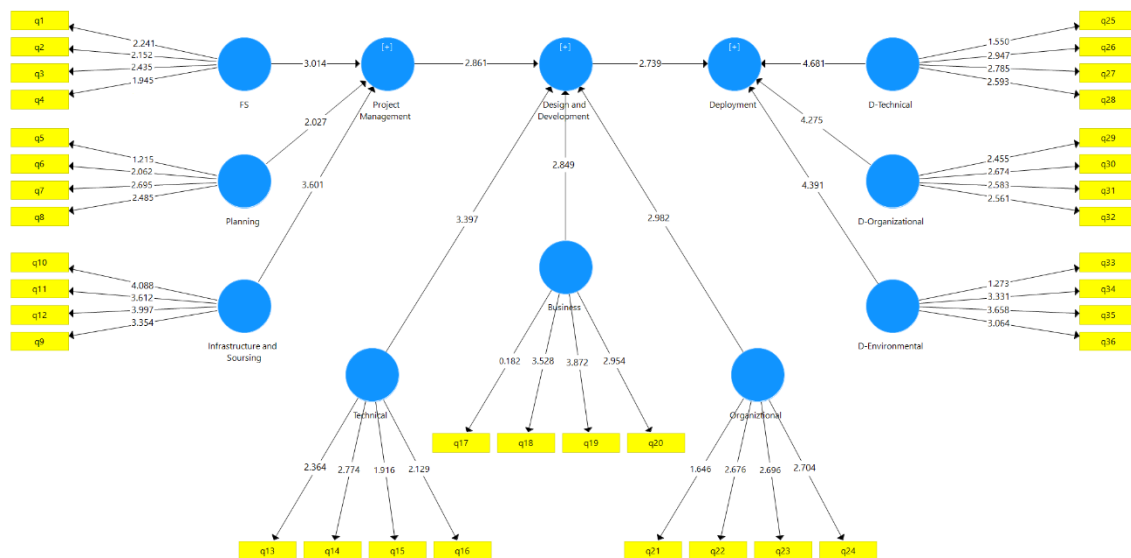 q1
q2
q3
q4
2.241
2.152
2.435
1.945
FS
3.014
[+]
Project
Management
2.861
[+]
Design and
Development
2.739
[+]
Deployment
4.681
D-Technical
1.550
2.947
2.785
2.593
q25
q26
q27
q28
q5
q6
q7
q8
1.215
2.062
2.695
2.485
Planning
2.027
3.601
2.849
3.397
2.982
4.275
4.391
D-Organizational
2.455
2.674
2.583
2.561
q29
q30
q31
q32
q10
q11
q12
q9
4.088
3.612
3.997
3.354
Infrastructure and
Soursing
Business
D-Environmental
1.273
3.331
3.658
3.064
q33
q34
q35
q36
0.182
3.528
3.872
2.954
q17
q18
q19
q20
Technical
2.364
2.774
1.916
2.129
q13
q14
q15
q16
Organiztional
1.646
2.676
2.696
2.704
q21
q22
q23
q24